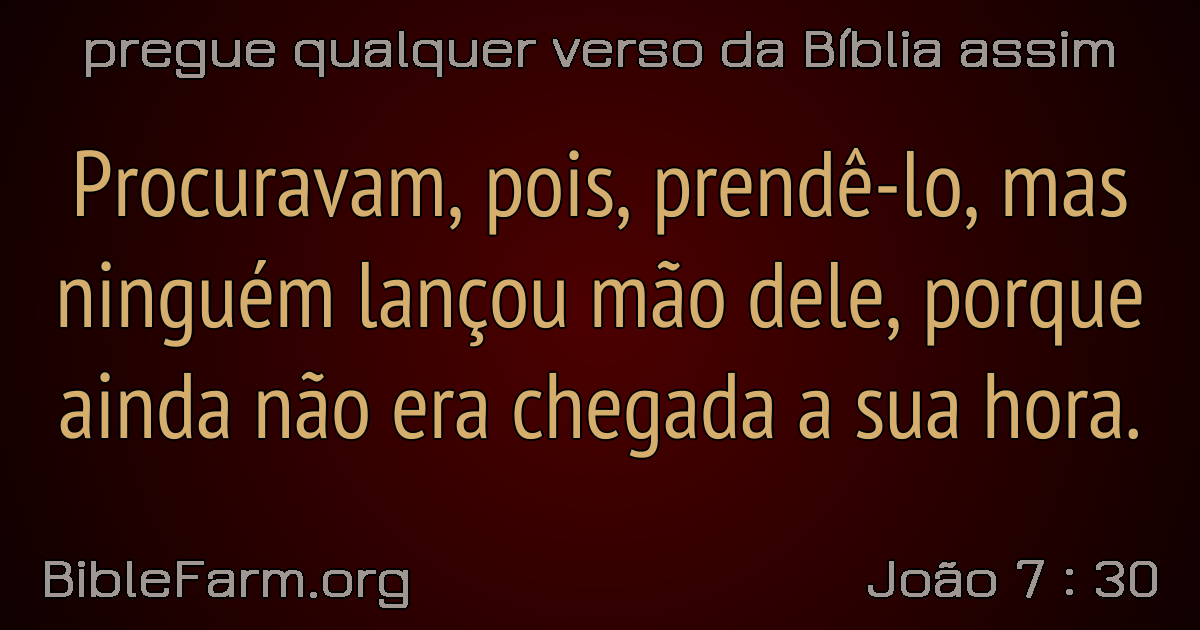 pregue qualquer verso da Bíblia assim
Procuravam, pois, prendê-lo, mas
ninguém lançou mão dele, porque
ainda não era chegada a sua hora.
BibleFarm.org
João 7 : 30